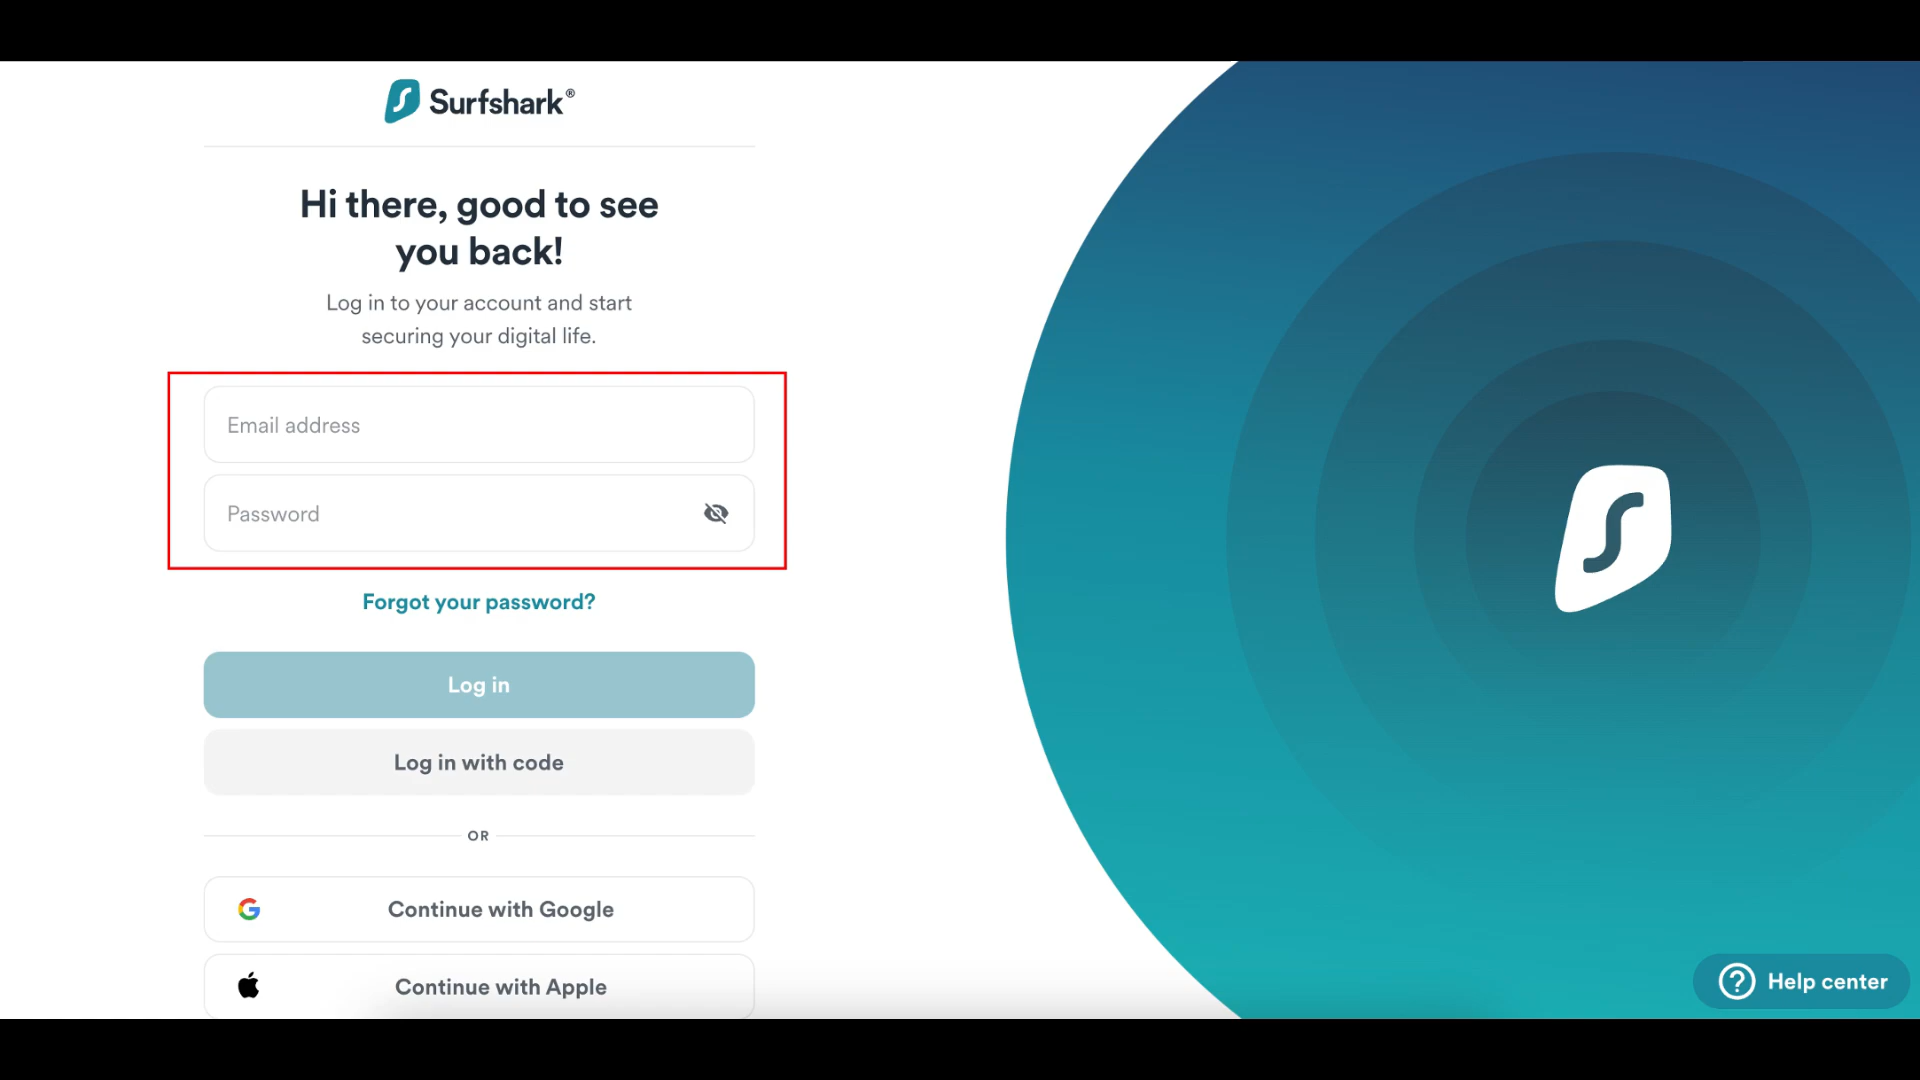 Surfshark®
Hi there, good to see
you back!
Log in to your account and start
securing your digital life.
Email address
Password
Forgot your password?
Log in
Log in with code
OR
Continue with Google
Continue with Apple
Help center